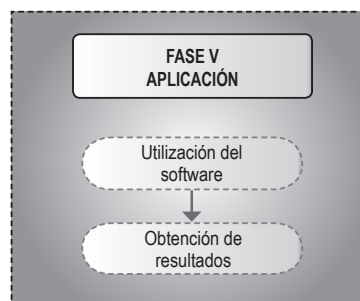 FASE V
APLICACIÓN
Utilización del
software
Obtención de
resultados